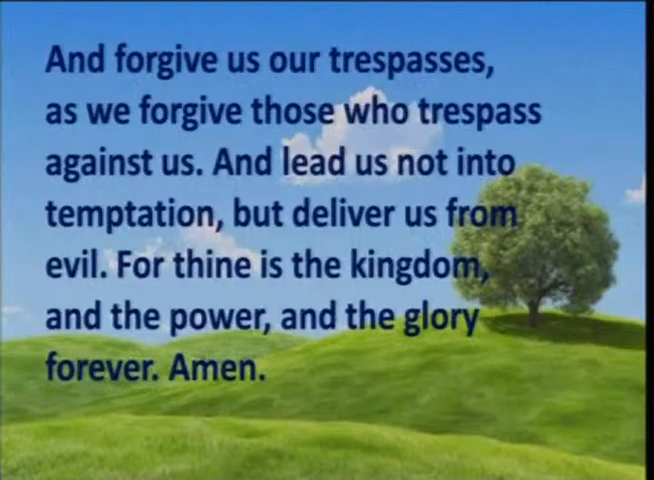 And forgive us our trespasses,
as we forgive those who trespass
against us. And lead us not into
temptation, but deliver us from
evil. For thine is the kingdom,
and the power, and the glory
forever. Amen.